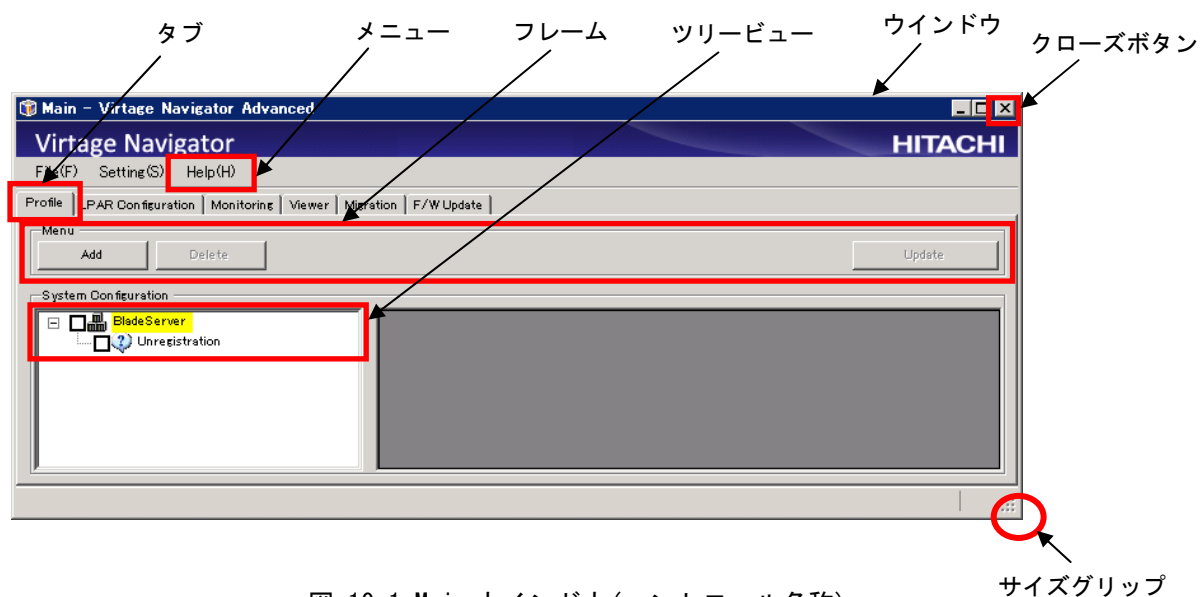 タブ
メニュー
フレーム
ツリービュー
ウインドウ
クローズボタン
Main - Virtage Navigator Advanced
Virtage Navigator
HITACHI
File(F) Setting(S) Help(H)
Profile LPAR Configuration Monitoring Viewer Migration F/W Update
Menu
Add Delete Update
System Configuration
BladeServer
Unregistration
サイズグリップ